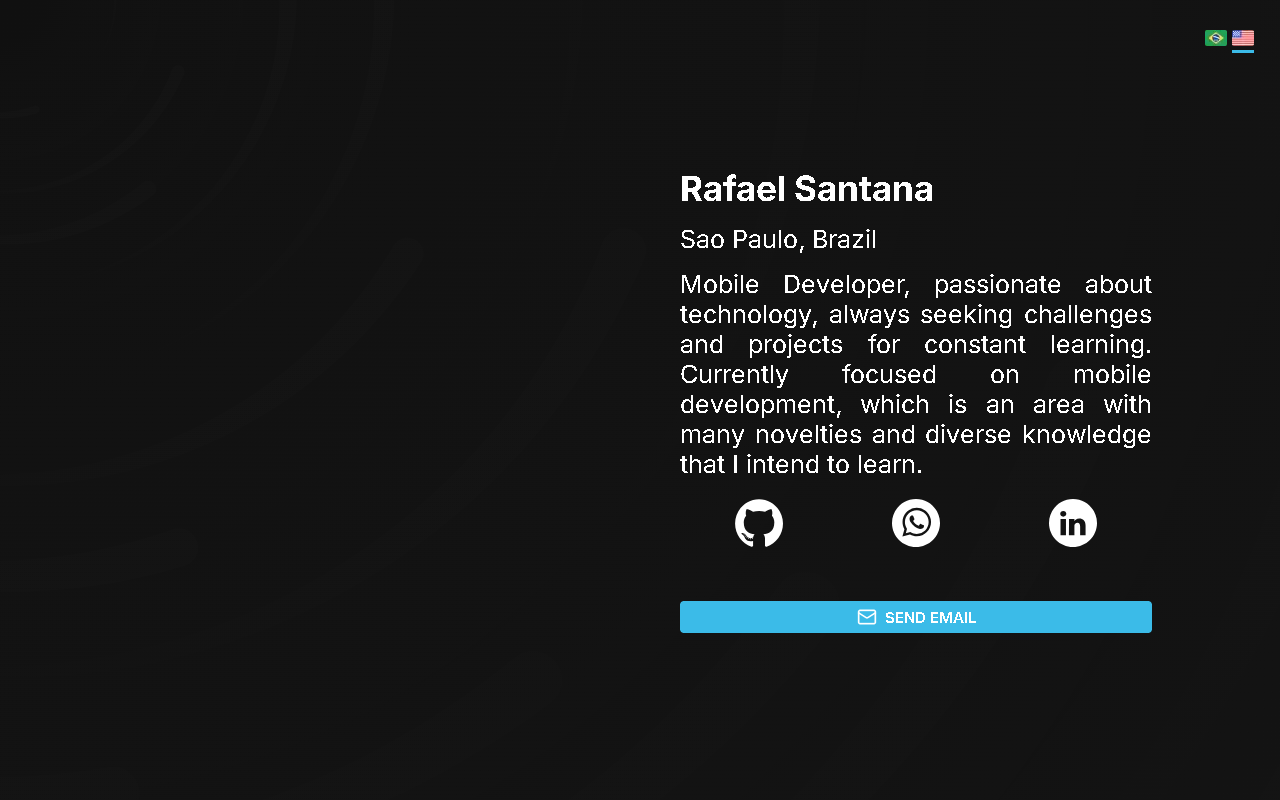 Rafael Santana
Sao Paulo, Brazil
Mobile Developer, passionate about
technology, always seeking challenges
and projects for constant learning.
Currently focused on mobile
development, which is an area with
many novelties and diverse knowledge
that I intend to learn.
in
SEND EMAIL